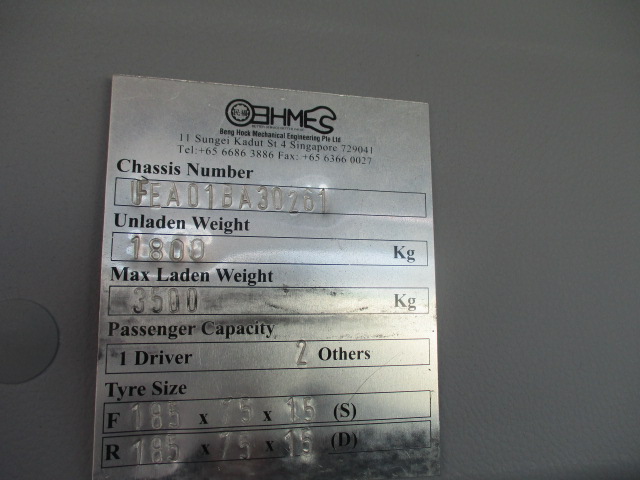 BHMES
Beng Hock Mechanical Engineering Pte Ltd
11 Sungei Kadut St 4 Singapore 729041
Tel:+65 6686 3886 Fax: +65 6366 0027
Chassis Number
FEA01BA30261
Unladen Weight
1800 Kg
Max Laden Weight
3500 Kg
Passenger Capacity
1 Driver 2 Others
Tyre Size
F 185 x 75 x 15 (S)
R 185 x 75 x 15 (D)